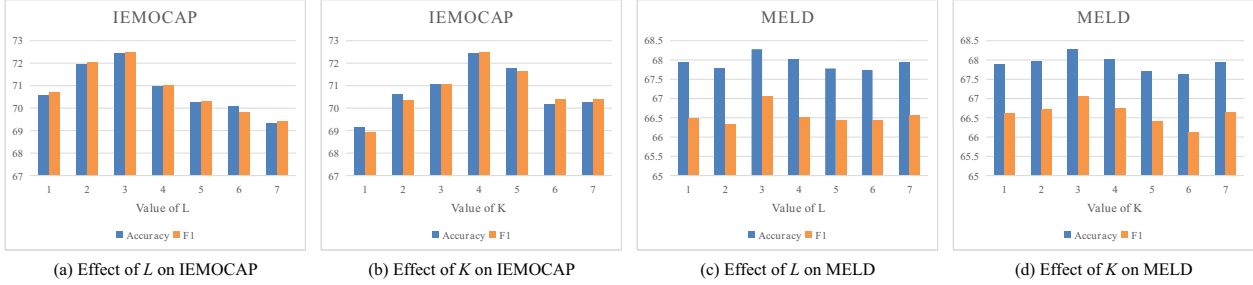 IEMOCAP
73
72
71
70
69
68
67
1 2 3 4 5 6 7
Value of L
Accuracy F1
(a) Effect of L on IEMOCAP
IEMOCAP
73
72
71
70
69
68
67
1 2 3 4 5 6 7
Value of K
Accuracy F1
(b) Effect of K on IEMOCAP
MELD
68.5
68
67.5
67
66.5
66
65.5
65
1 2 3 4 5 6 7
Value of L
Accuracy F1
(c) Effect of L on MELD
MELD
68.5
68
67.5
67
66.5
66
65.5
65
1 2 3 4 5 6 7
Value of K
Accuracy F1
(d) Effect of K on MELD